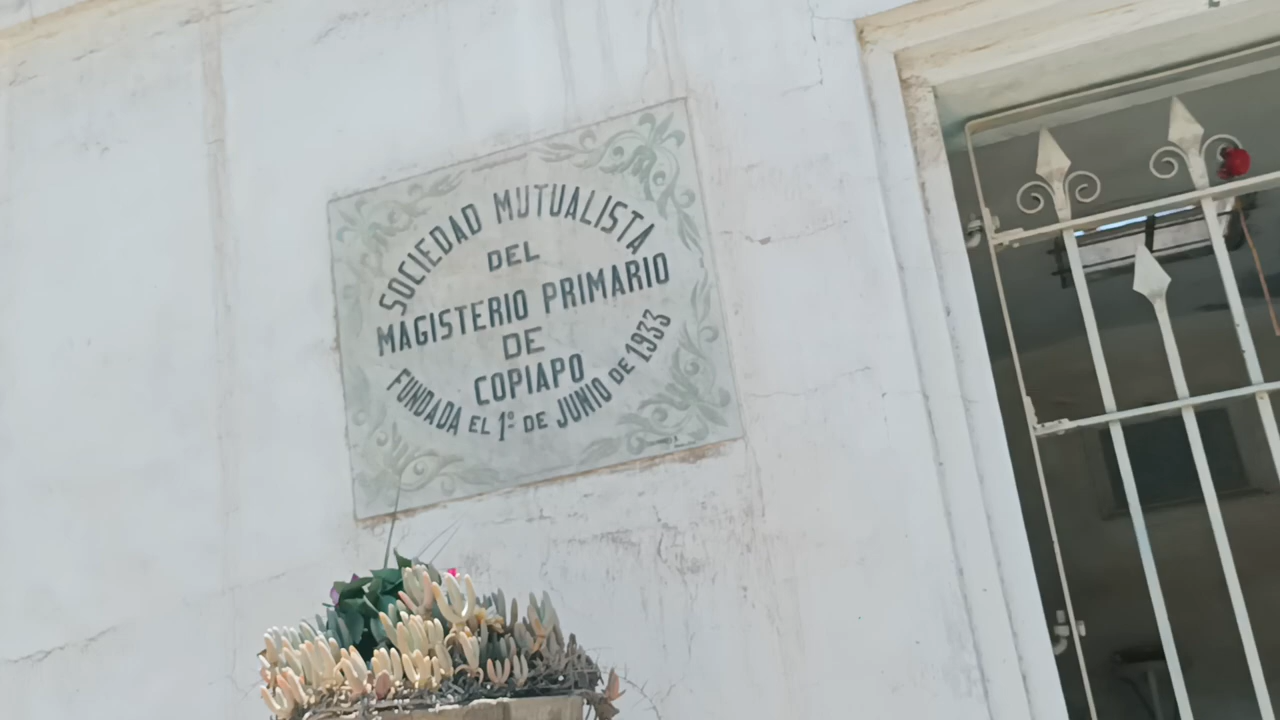 SOCIEDAD MUTUALISTA
DEL
MAGISTERIO PRIMARIO
DE
COPIAPO
FUNDADA EL 1º DE JUNIO DE 1933